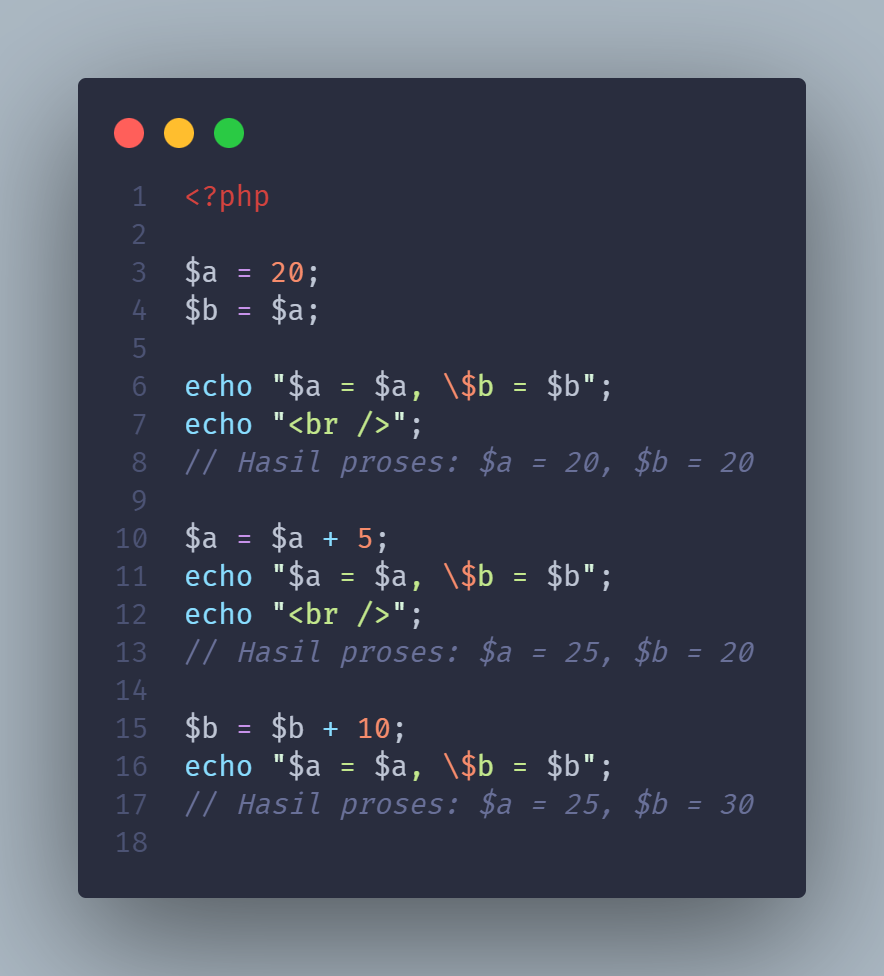 1 <?php
2
3 $a = 20;
4 $b = $a;
5
6 echo "$a = $a, \$b = $b";
7 echo "<br />";
8 // Hasil proses: $a = 20, $b = 20
9
10 $a = $a + 5;
11 echo "$a = $a, \$b = $b";
12 echo "<br />";
13 // Hasil proses: $a = 25, $b = 20
14
15 $b = $b + 10;
16 echo "$a = $a, \$b = $b";
17 // Hasil proses: $a = 25, $b = 30
18